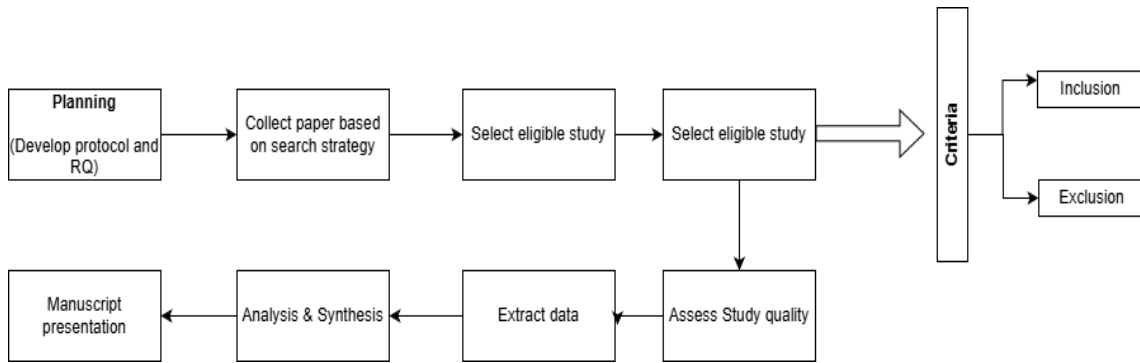 Planning
(Develop protocol and
RQ)
Collect paper based
on search strategy
Select eligible study
Select eligible study
Criteria
Inclusion
Exclusion
Manuscript
presentation
Analysis & Synthesis
Extract data
Assess Study quality